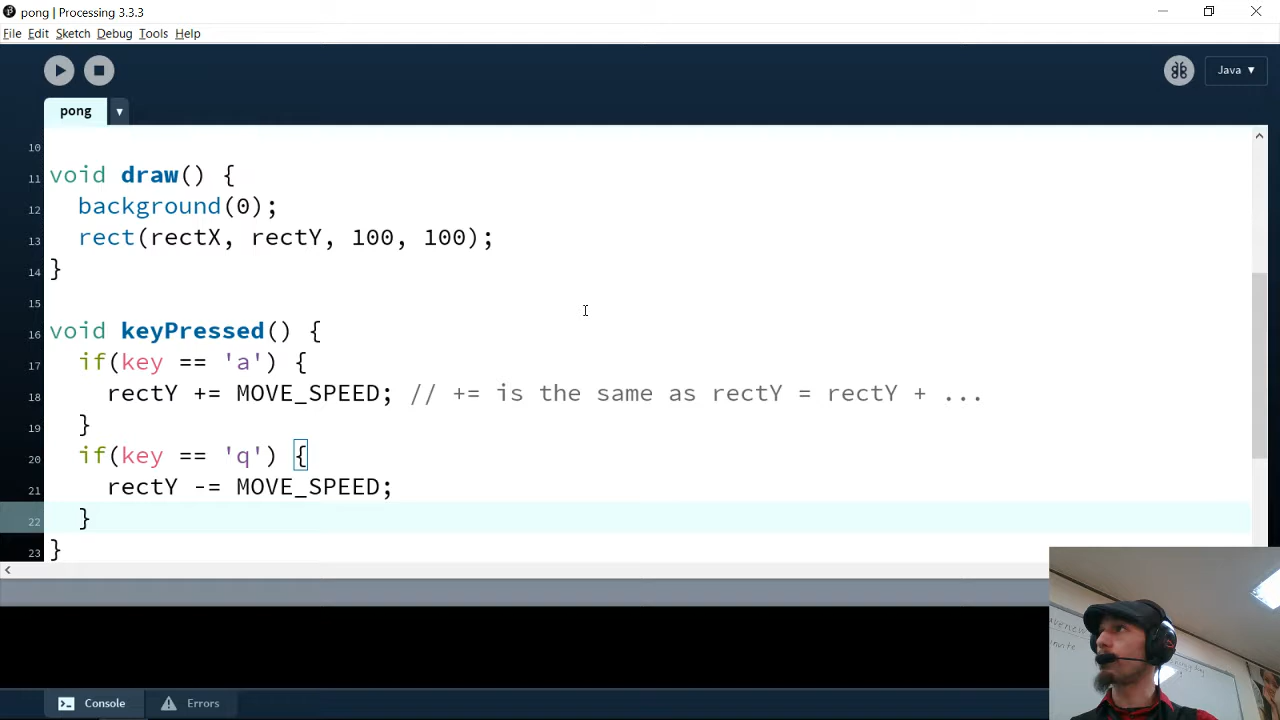 pong | Processing 3.3.3
File Edit Sketch Debug Tools Help
Java ▼
pong ▼
10
11 void draw() {
12 background(0);
13 rect(rectX, rectY, 100, 100);
14 }
15
16 void keyPressed() {
17 if(key == 'a') {
18 rectY += MOVE_SPEED; // += is the same as rectY = rectY + ...
19 }
20 if(key == 'q') {
21 rectY -= MOVE_SPEED;
22 }
23 }
Console Errors